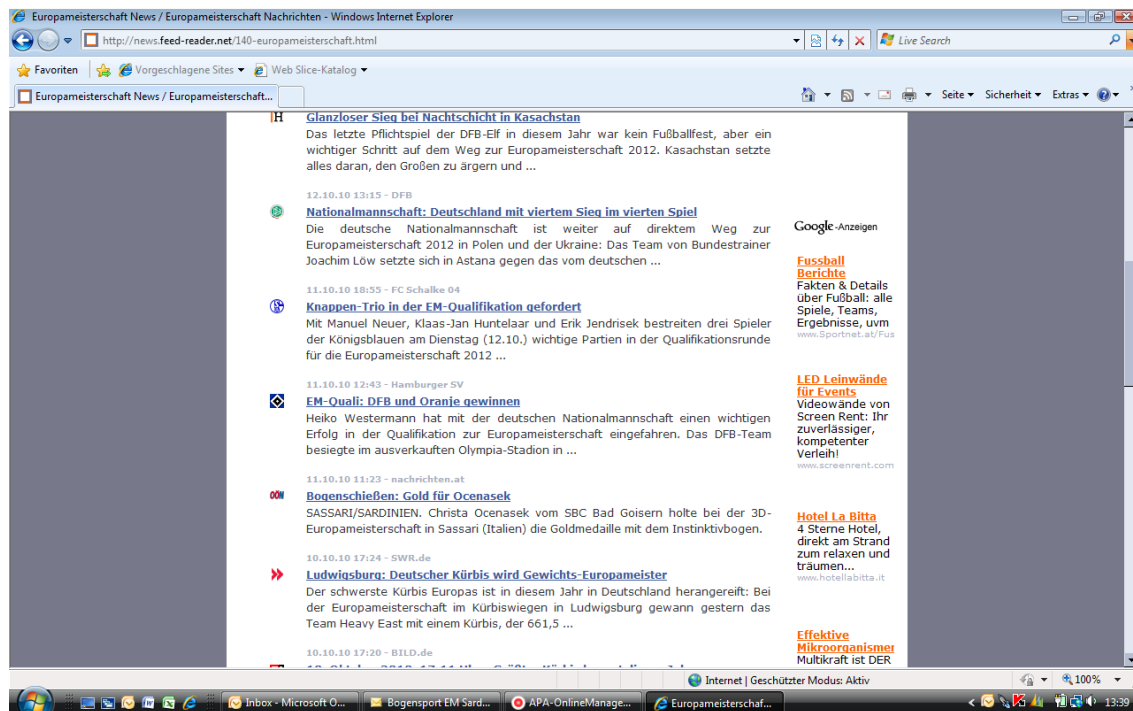 Europameisterschaft News / Europameisterschaft Nachrichten - Windows Internet Explorer
http://news.feed-reader.net/140-europameisterschaft.html
Live Search
Favoriten
Vorgeschlagene Sites
Web Slice-Katalog
Europameisterschaft News / Europameisterschaft...
Seite
Sicherheit
Extras
H
Glanzloser Sieg bei Nachtschicht in Kasachstan
Das letzte Pflichtspiel der DFB-Elf in diesem Jahr war kein Fußballfest, aber ein
wichtiger Schritt auf dem Weg zur Europameisterschaft 2012. Kasachstan setzte
alles daran, den Großen zu ärgern und ...
12.10.10 13:15 - DFB
Nationalmannschaft: Deutschland mit viertem Sieg im vierten Spiel
Die deutsche Nationalmannschaft ist weiter auf direktem Weg zur
Europameisterschaft 2012 in Polen und der Ukraine: Das Team von Bundestrainer
Joachim Löw setzte sich in Astana gegen das vom deutschen ...
11.10.10 18:55 - FC Schalke 04
Knappen-Trio in der EM-Qualifikation gefordert
Mit Manuel Neuer, Klaas-Jan Huntelaar und Erik Jendrisek bestreiten drei Spieler
der Königsblauen am Dienstag (12.10.) wichtige Partien in der Qualifikationsrunde
für die Europameisterschaft 2012 ...
11.10.10 12:43 - Hamburger SV
EM-Quali: DFB und Oranje gewinnen
Heiko Westermann hat mit der deutschen Nationalmannschaft einen wichtigen
Erfolg in der Qualifikation zur Europameisterschaft eingefahren. Das DFB-Team
besiegte im ausverkauften Olympia-Stadion in ...
11.10.10 11:23 - nachrichten.at
OÖN
Bogenschießen: Gold für Ocenasek
SASSARI/SARDINIEN. Christa Ocenasek vom SBC Bad Goisern holte bei der 3D-
Europameisterschaft in Sassari (Italien) die Goldmedaille mit dem Instinktivbogen.
10.10.10 17:24 - SWR.de
Ludwigsburg: Deutscher Kürbis wird Gewichts-Europameister
Der schwerste Kürbis Europas ist in diesem Jahr in Deutschland herangereift: Bei
der Europameisterschaft im Kürbiswiegen in Ludwigsburg gewann gestern das
Team Heavy East mit einem Kürbis, der 661,5 ...
10.10.10 17:20 - BILD.de
Google-Anzeigen
Fussball
Berichte
Fakten & Details
über Fußball: alle
Spiele, Teams,
Ergebnisse, uvm
www.Sportnet.at/Fus
LED Leinwände
für Events
Videowände von
Screen Rent: Ihr
zuverlässiger,
kompetenter
Verleih!
www.screenrent.com
Hotel La Bitta
4 Sterne Hotel,
direkt am Strand
zum relaxen und
träumen...
www.hotellabitta.it
Effektive
Mikroorganismen
Multikraft ist DER
Internet | Geschützter Modus: Aktiv
100%
Inbox - Microsoft O...
Bogensport EM Sard...
APA-OnlineManage...
Europameisterschaf...
13:39